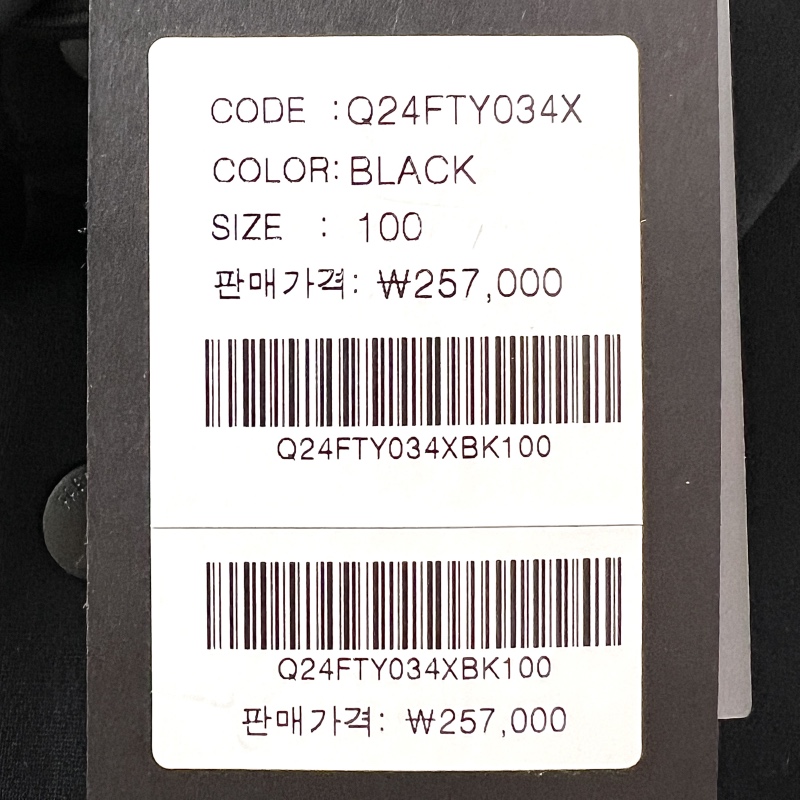 CODE :Q24FTY034X
COLOR:BLACK
SIZE : 100
판매가격: ₩257,000
Q24FTY034XBK100
Q24FTY034XBK100
판매가격: ₩257,000